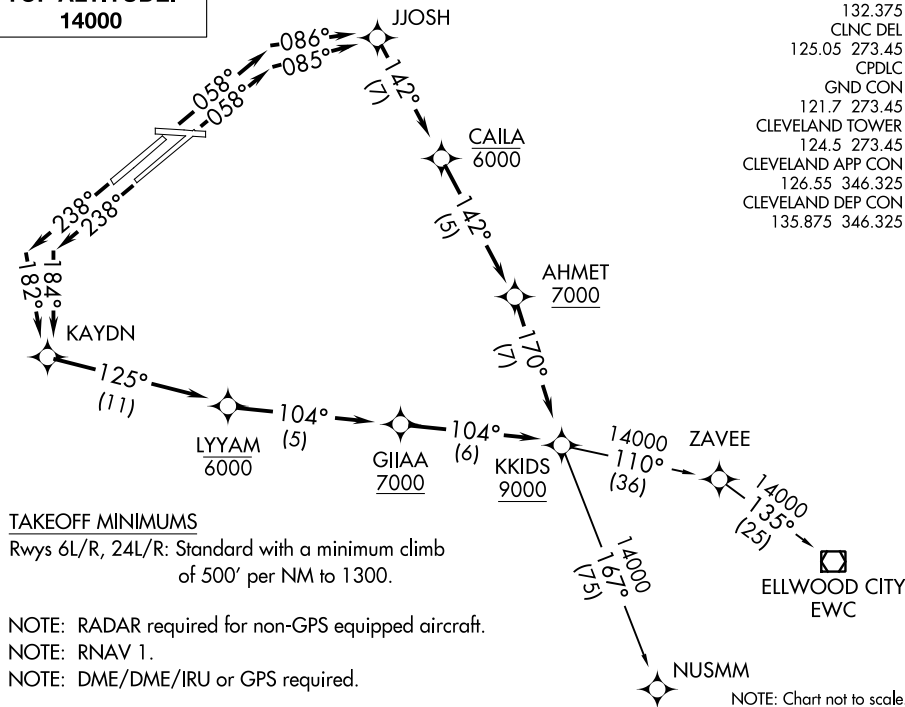 TOP ALTITUDE:
14000
132.375
CLNC DEL
125.05 273.45
CPDLC
GND CON
121.7 273.45
CLEVELAND TOWER
124.5 273.45
CLEVELAND APP CON
126.55 346.325
CLEVELAND DEP CON
135.875 346.325
JJOSH
086°
085°
058°
058°
142°
(7)
CAILA
6000
142°
(5)
AHMET
7000
170°
(7)
238°
238°
182°
184°
KAYDN
125°
(11)
LYYAM
6000
104°
(5)
GIIAA
7000
104°
(6)
KKIDS
9000
14000
110°
(36)
ZAVEE
14000
135°
(25)
ELLWOOD CITY
EWC
14000
167°
(75)
NUSMM
TAKEOFF MINIMUMS
Rwys 6L/R, 24L/R: Standard with a minimum climb
of 500' per NM to 1300.
NOTE: RADAR required for non-GPS equipped aircraft.
NOTE: RNAV 1.
NOTE: DME/DME/IRU or GPS required.
NOTE: Chart not to scale